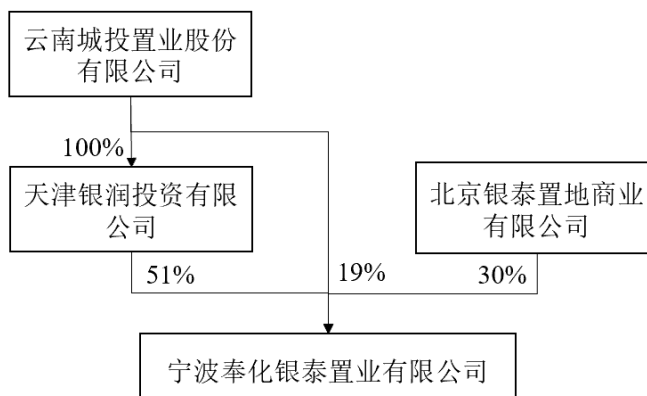 云南城投置业股份
有限公司
100%
天津银润投资有限
公司
北京银泰置地商业
有限公司
51%
19%
30%
宁波奉化银泰置业有限公司